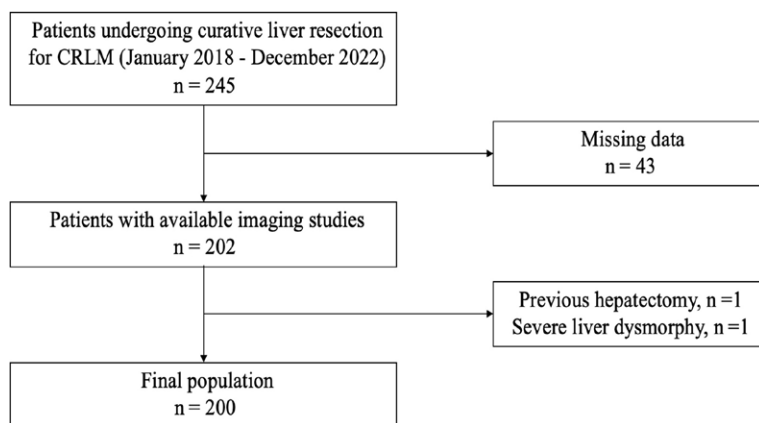 Patients undergoing curative liver resection
for CRLM (January 2018 - December 2022)
n = 245
Missing data
n = 43
Patients with available imaging studies
n = 202
Previous hepatectomy, n =1
Severe liver dysmorphy, n =1
Final population
n = 200